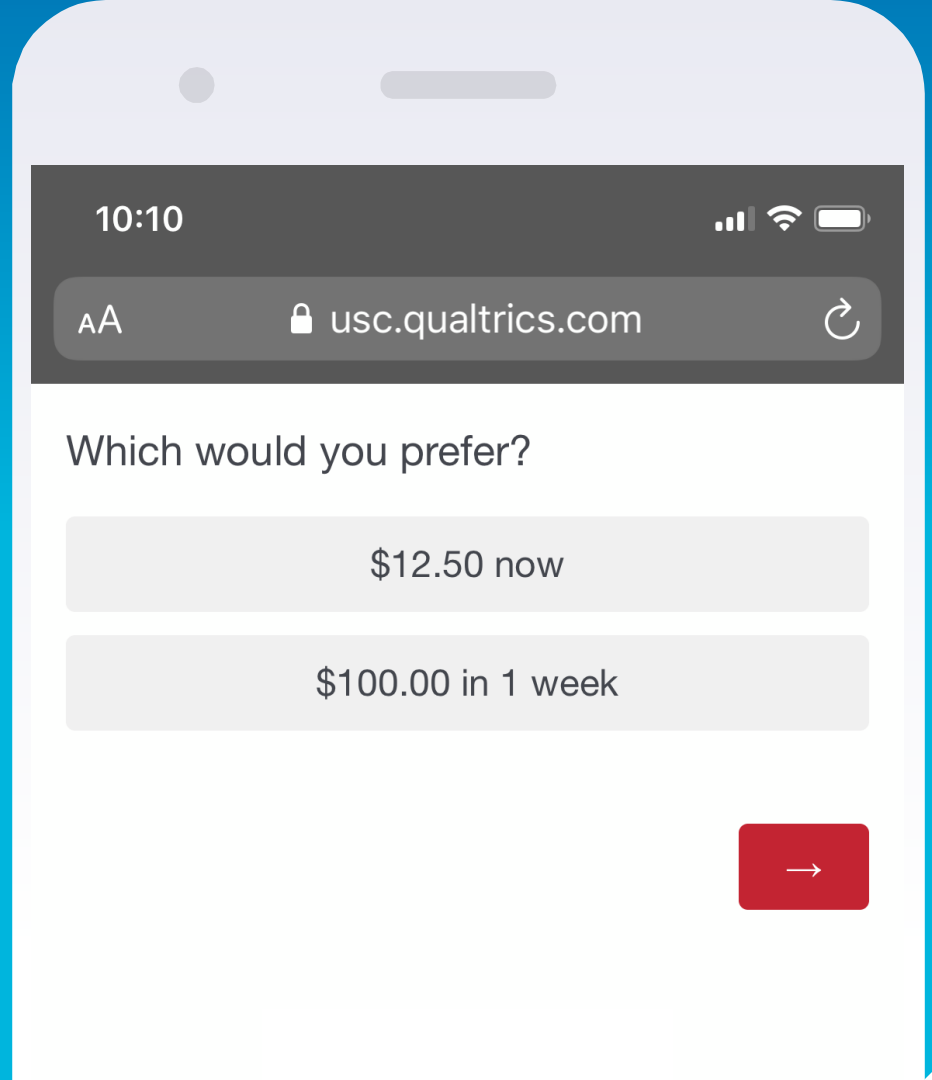 10:10
AA usc.qualtrics.com
Which would you prefer?
$12.50 now
$100.00 in 1 week
→